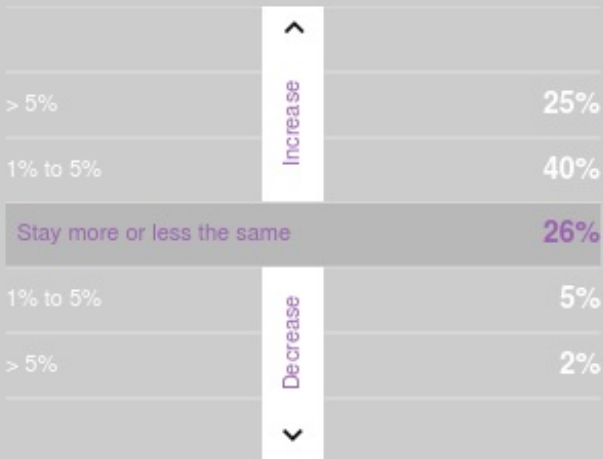 > 5%
25%
Increase
1% to 5%
40%
Stay more or less the same
26%
1% to 5%
5%
Decrease
> 5%
2%